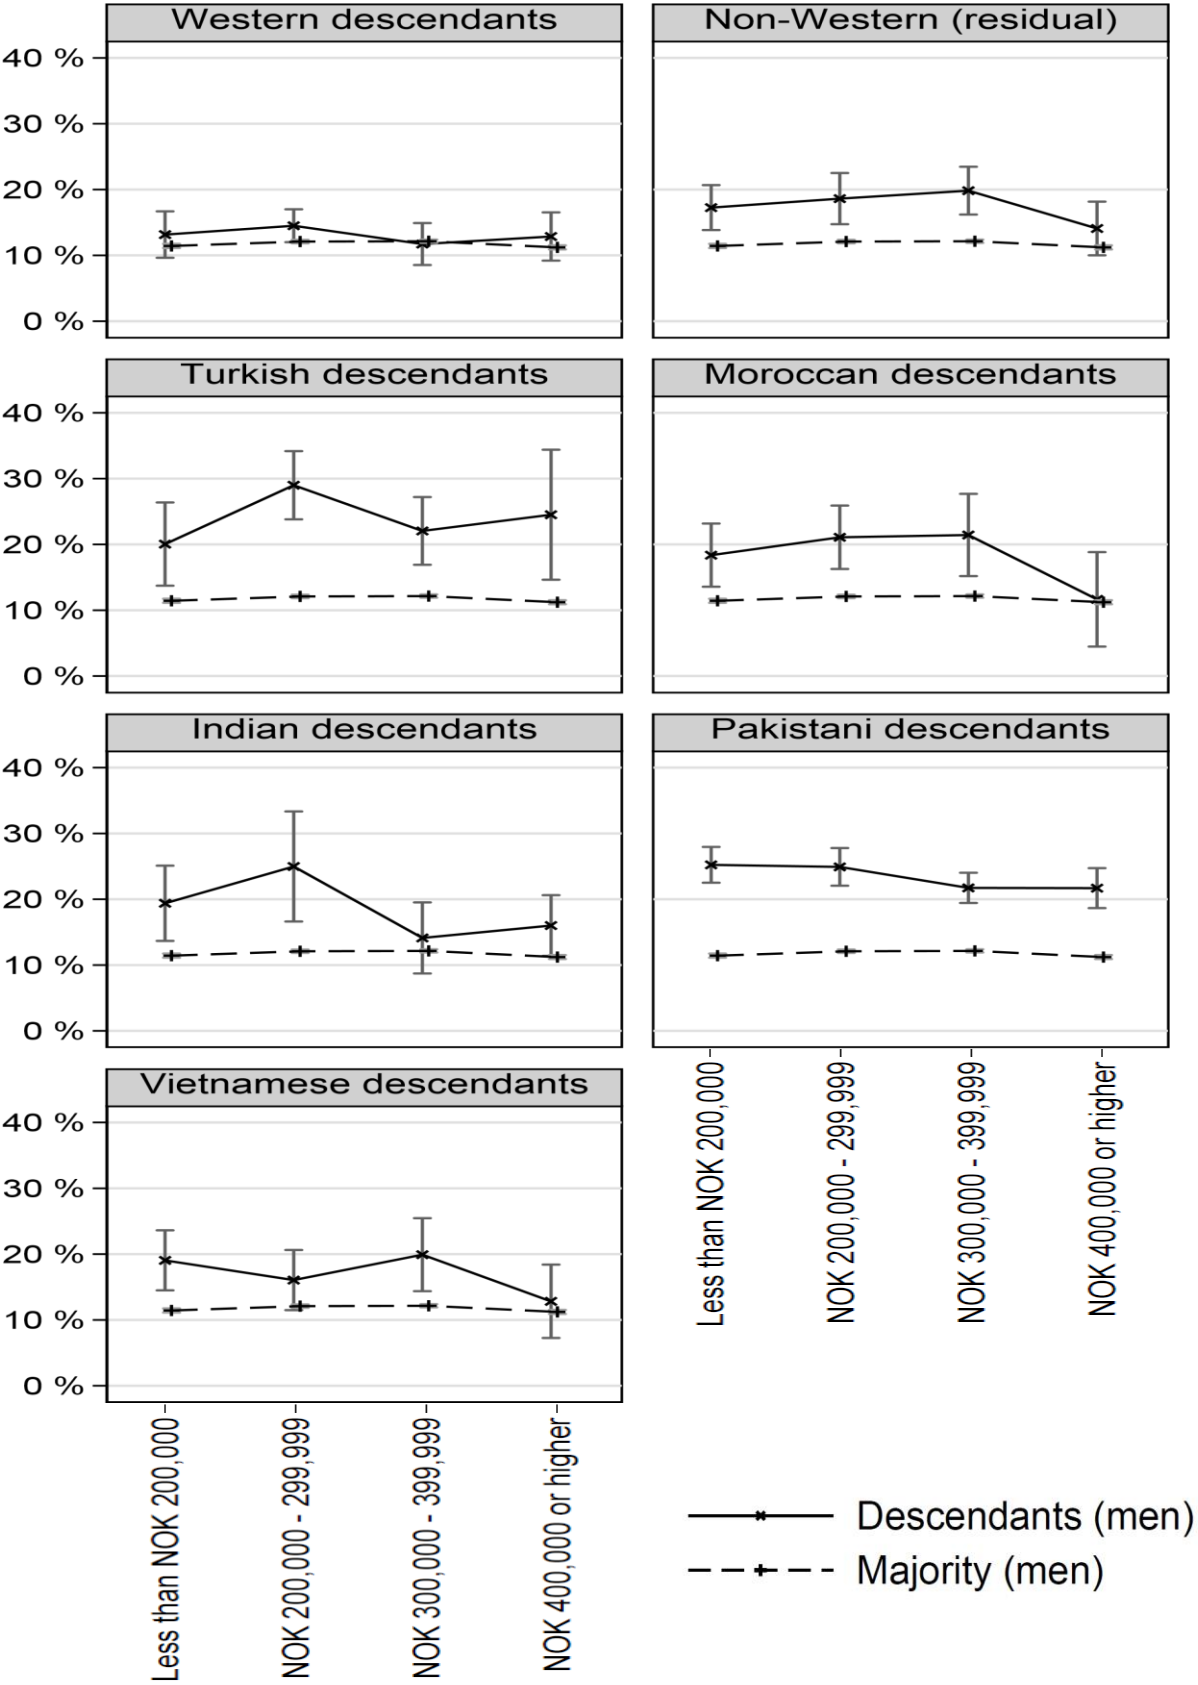 Western descendants
Non-Western (residual)
40 %
30 %
20 %
10 %
0 %
Turkish descendants
Moroccan descendants
40 %
30 %
20 %
10 %
0 %
Indian descendants
Pakistani descendants
40 %
30 %
20 %
10 %
0 %
Less than NOK 200,000
NOK 200,000 - 299,999
NOK 300,000 - 399,999
NOK 400,000 or higher
Vietnamese descendants
40 %
30 %
20 %
10 %
0 %
Less than NOK 200,000
NOK 200,000 - 299,999
NOK 300,000 - 399,999
NOK 400,000 or higher
Descendants (men)
Majority (men)